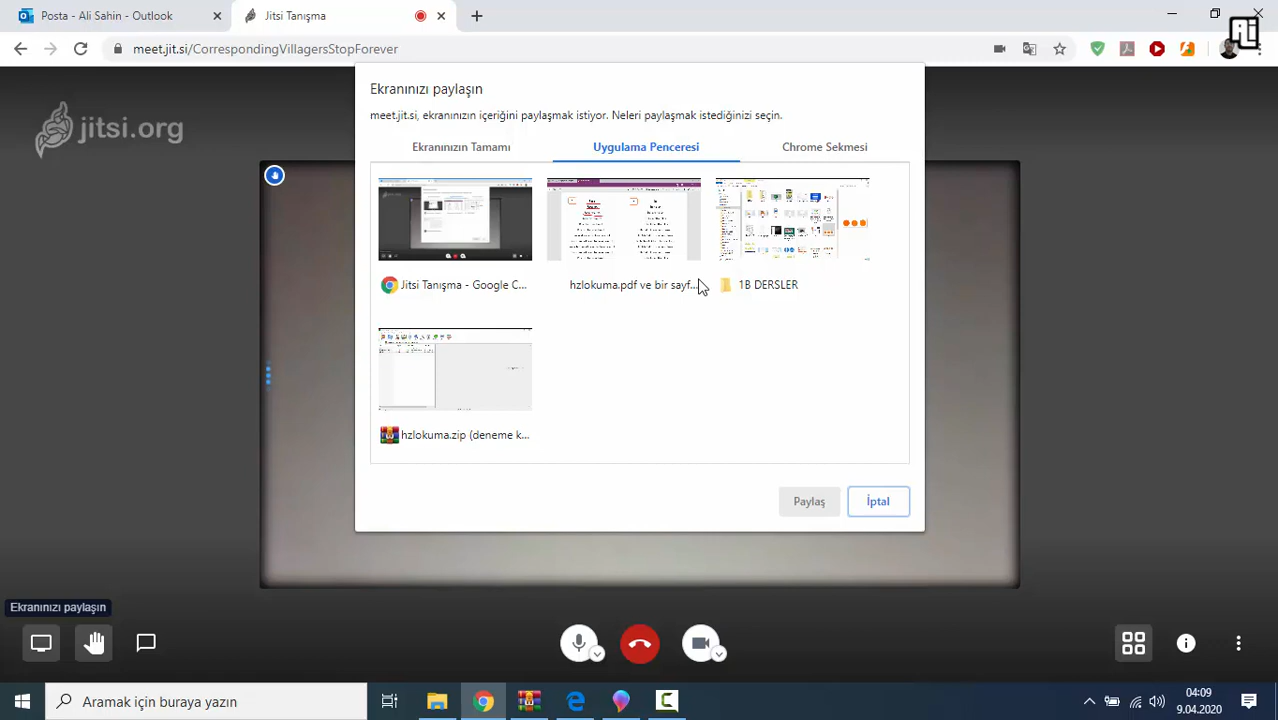 Posta - Ali Sahin - Outlook
Jitsi Tanışma
meet.jit.si/CorrespondingVillagersStopForever
jitsi.org
Ekranınızı paylaşın
meet.jit.si, ekranınızın içeriğini paylaşmak istiyor. Neleri paylaşmak istediğinizi seçin.
Ekranınızın Tamamı
Uygulama Penceresi
Chrome Sekmesi
Jitsi Tanışma - Google C...
hzlokuma.pdf ve bir sayf...
1B DERSLER
hzlokuma.zip (deneme k...
Paylaş
İptal
Ekranınızı paylaşın
Aramak için buraya yazın
04:09
9.04.2020